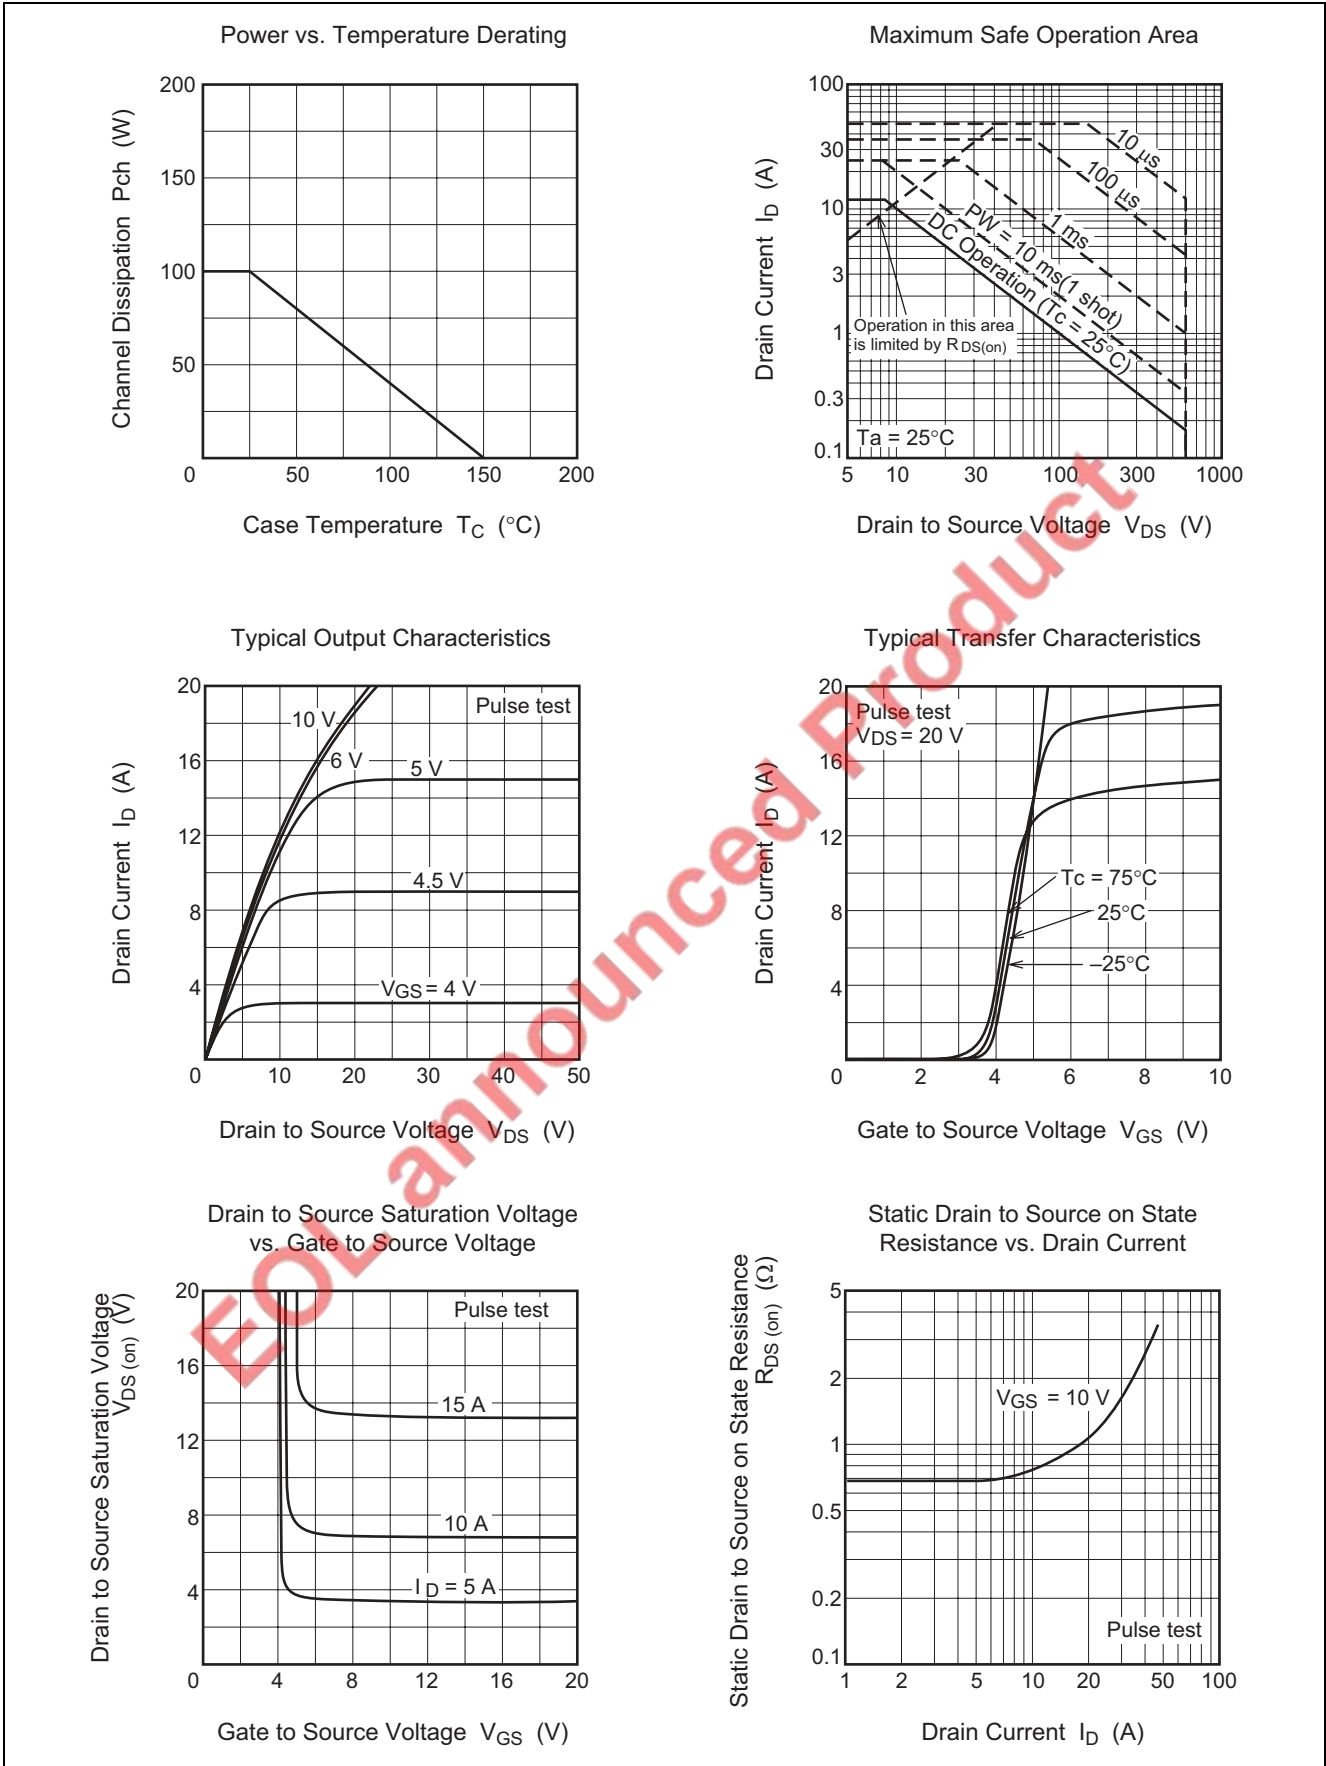 Power vs. Temperature Derating
Channel Dissipation Pch (W)
200
150
100
50
0 50 100 150 200
Case Temperature TC (°C)
Maximum Safe Operation Area
Drain Current ID (A)
100
30
10
3
1
0.3
0.1
10 μs
100 μs
1 ms
PW = 10 ms(1 shot)
DC Operation (Tc = 25°C)
Operation in this area
is limited by RDS(on)
Ta = 25°C
5 10 30 100 300 1000
Drain to Source Voltage VDS (V)
Typical Output Characteristics
Drain Current ID (A)
20
16
12
8
4
Pulse test
10 V
6 V
5 V
4.5 V
VGS = 4 V
0 10 20 30 40 50
Drain to Source Voltage VDS (V)
Typical Transfer Characteristics
Drain Current ID (A)
20
16
12
8
4
Pulse test
VDS = 20 V
Tc = 75°C
25°C
–25°C
0 2 4 6 8 10
Gate to Source Voltage VGS (V)
Drain to Source Saturation Voltage
vs. Gate to Source Voltage
Drain to Source Saturation Voltage
VDS (on) (V)
20
16
12
8
4
Pulse test
15 A
10 A
ID = 5 A
0 4 8 12 16 20
Gate to Source Voltage VGS (V)
Static Drain to Source on State
Resistance vs. Drain Current
Static Drain to Source on State Resistance
RDS (on) (Ω)
5
2
1
0.5
0.2
0.1
VGS = 10 V
Pulse test
1 2 5 10 20 50 100
Drain Current ID (A)
EOL announced Product